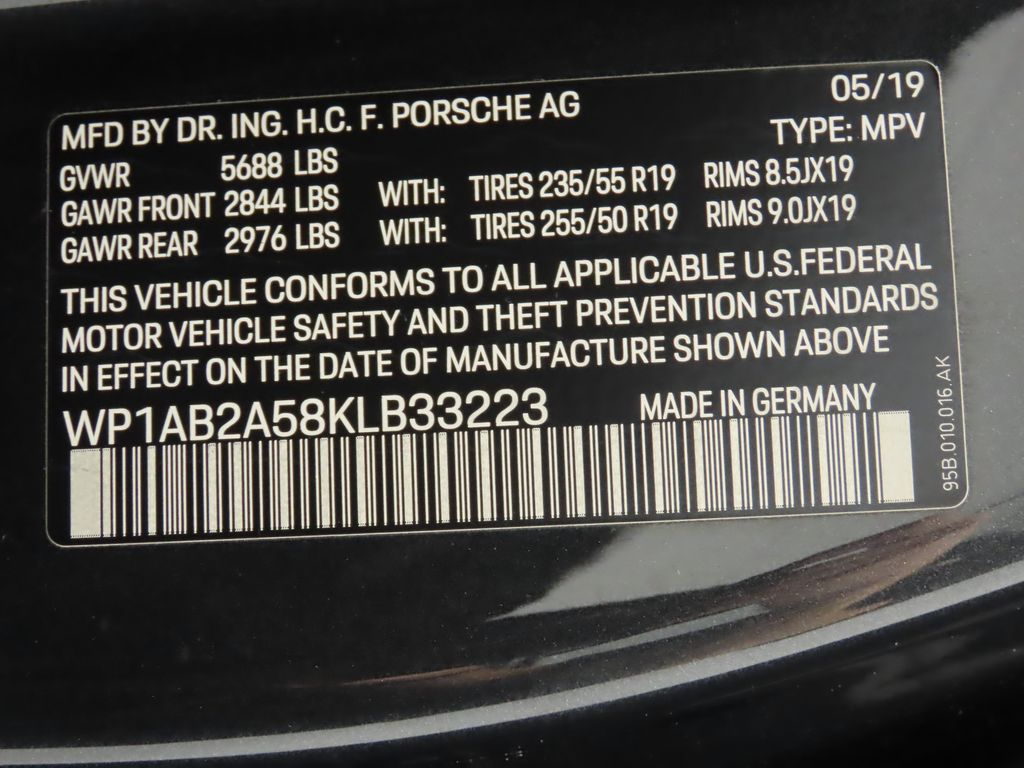 MFD BY DR. ING. H.C. F. PORSCHE AG 05/19
TYPE: MPV
GVWR 5688 LBS
GAWR FRONT 2844 LBS WITH: TIRES 235/55 R19 RIMS 8.5JX19
GAWR REAR 2976 LBS WITH: TIRES 255/50 R19 RIMS 9.0JX19
THIS VEHICLE CONFORMS TO ALL APPLICABLE U.S.FEDERAL
MOTOR VEHICLE SAFETY AND THEFT PREVENTION STANDARDS
IN EFFECT ON THE DATE OF MANUFACTURE SHOWN ABOVE
WP1AB2A58KLB33223 MADE IN GERMANY
95B.010.016.AK